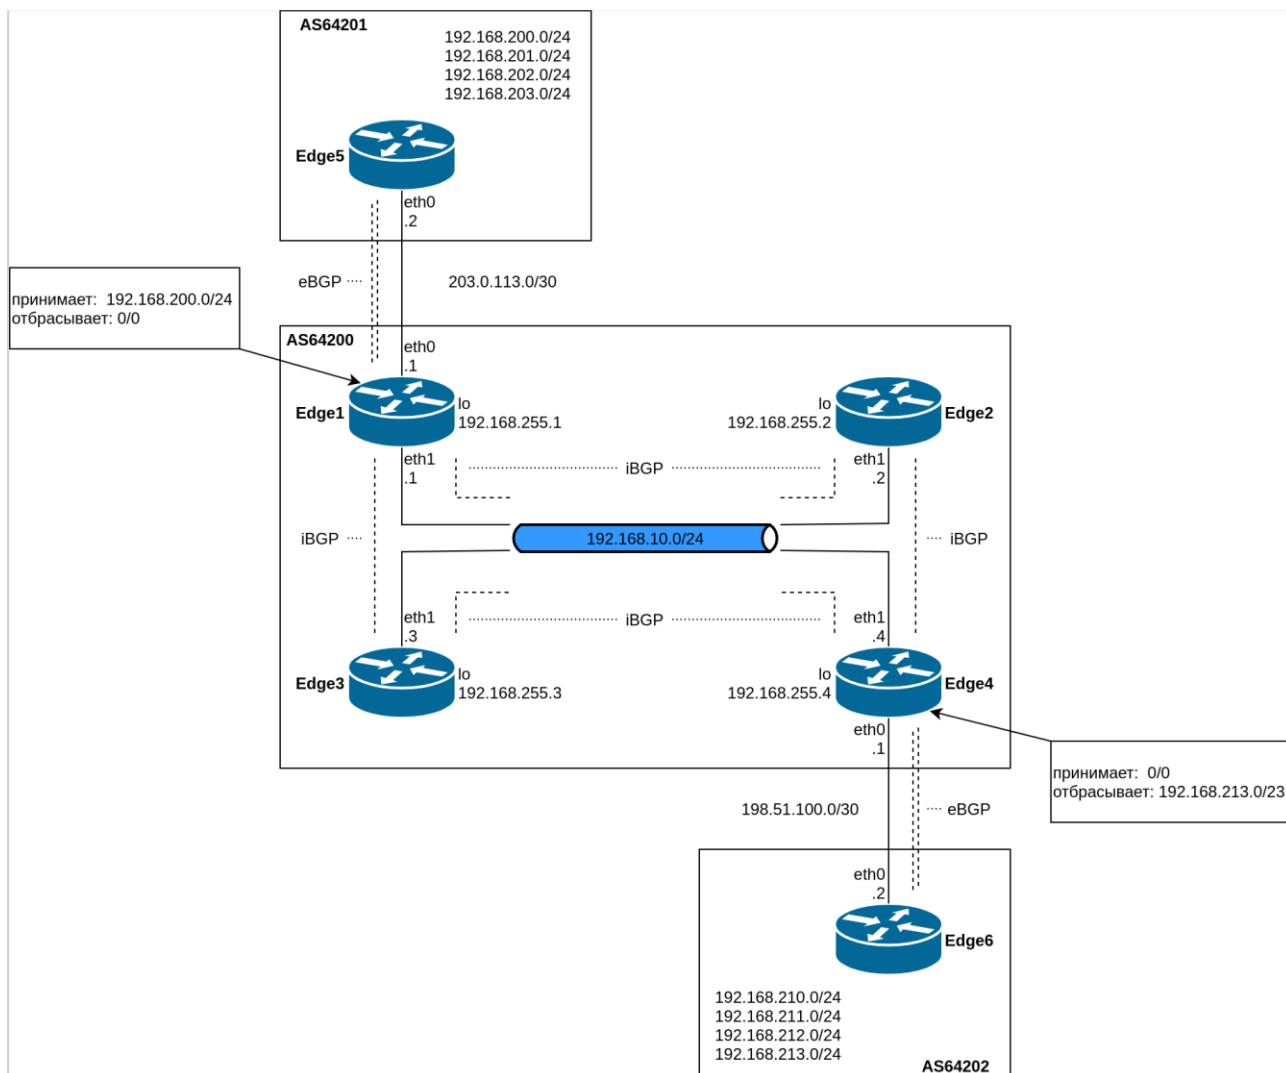 AS64201
192.168.200.0/24
192.168.201.0/24
192.168.202.0/24
192.168.203.0/24
Edge5
eth0
.2
eBGP
203.0.113.0/30
принимает: 192.168.200.0/24
отбрасывает: 0/0
AS64200
eth0
.1
Edge1
lo
192.168.255.1
lo
192.168.255.2
Edge2
eth1
.1
iBGP
eth1
.2
iBGP
192.168.10.0/24
iBGP
eth1
.3
iBGP
eth1
.4
Edge3
lo
192.168.255.3
lo
192.168.255.4
Edge4
eth0
.1
принимает: 0/0
отбрасывает: 192.168.213.0/23
198.51.100.0/30
eBGP
eth0
.2
Edge6
192.168.210.0/24
192.168.211.0/24
192.168.212.0/24
192.168.213.0/24
AS64202